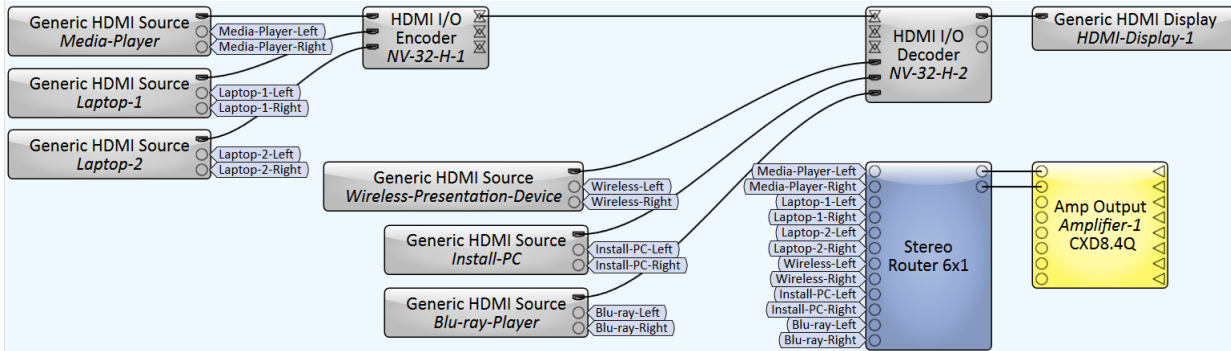 Generic HDMI Source
Media-Player
Media-Player-Left
Media-Player-Right
Generic HDMI Source
Laptop-1
Laptop-1-Left
Laptop-1-Right
Generic HDMI Source
Laptop-2
Laptop-2-Left
Laptop-2-Right
HDMI I/O
Encoder
NV-32-H-1
Generic HDMI Source
Wireless-Presentation-Device
Wireless-Left
Wireless-Right
Generic HDMI Source
Install-PC
Install-PC-Left
Install-PC-Right
Generic HDMI Source
Blu-ray-Player
Blu-ray-Left
Blu-ray-Right
HDMI I/O
Decoder
NV-32-H-2
Generic HDMI Display
HDMI-Display-1
Media-Player-Left
Media-Player-Right
Laptop-1-Left
Laptop-1-Right
Laptop-2-Left
Laptop-2-Right
Wireless-Left
Wireless-Right
Install-PC-Left
Install-PC-Right
Blu-ray-Left
Blu-ray-Right
Stereo
Router 6x1
Amp Output
Amplifier-1
CXD8.4Q